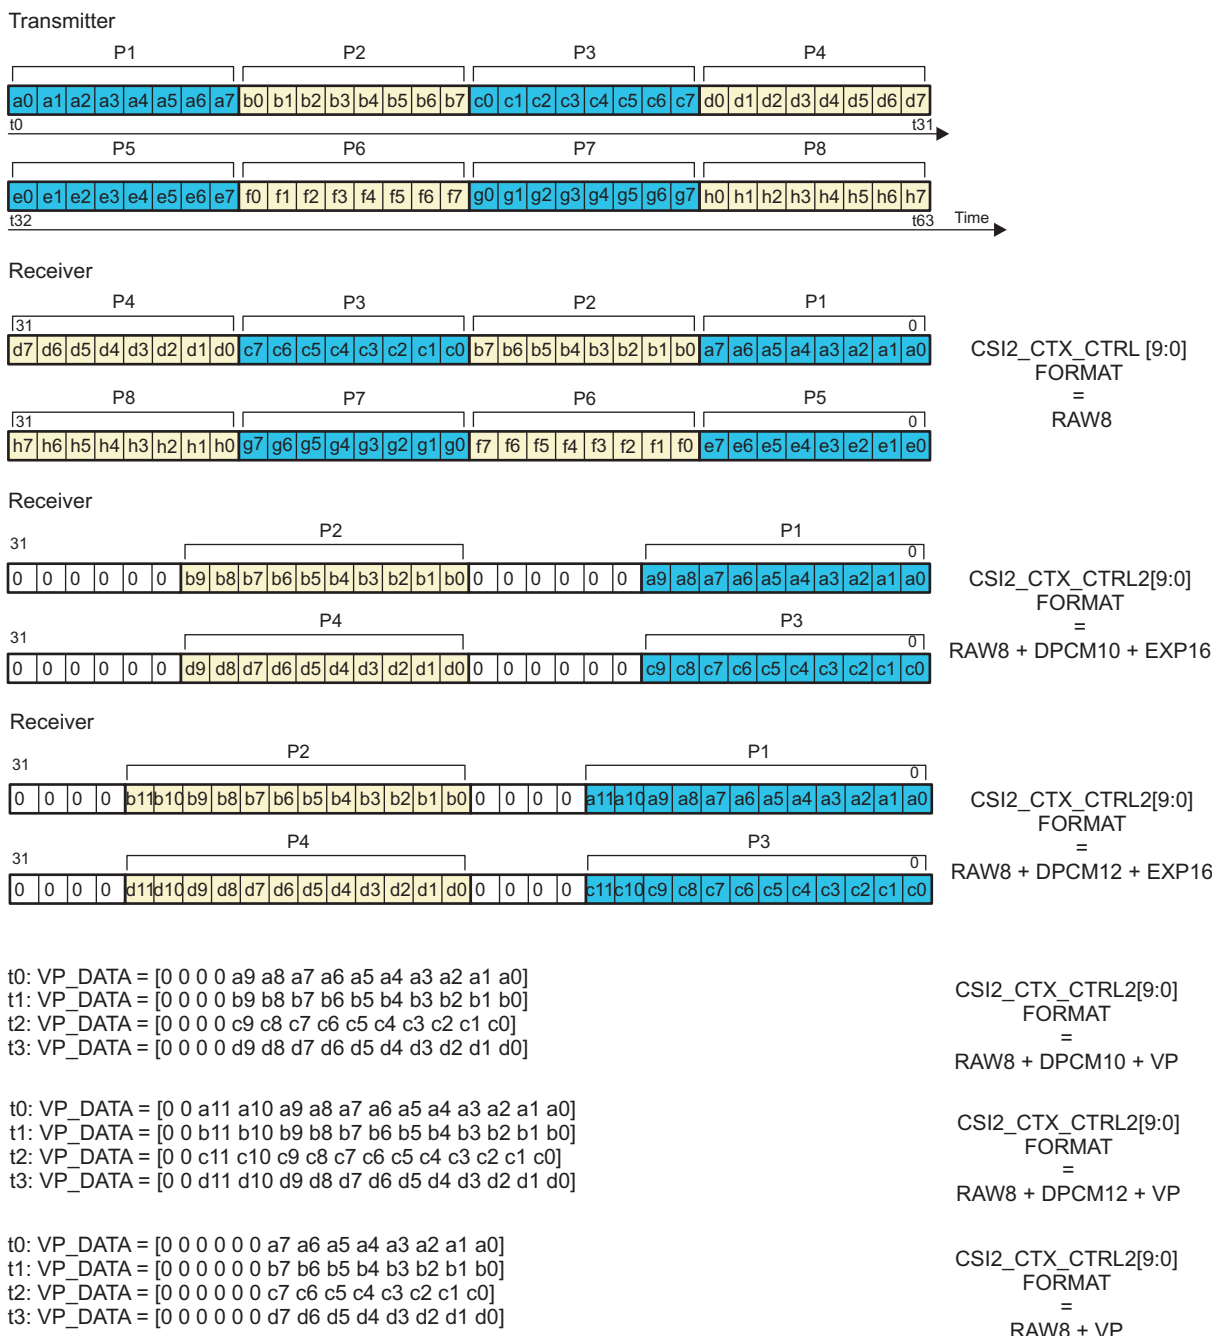 Transmitter
P1 P2 P3 P4
a0 a1 a2 a3 a4 a5 a6 a7 b0 b1 b2 b3 b4 b5 b6 b7 c0 c1 c2 c3 c4 c5 c6 c7 d0 d1 d2 d3 d4 d5 d6 d7
t0 t31
P5 P6 P7 P8
e0 e1 e2 e3 e4 e5 e6 e7 f0 f1 f2 f3 f4 f5 f6 f7 g0 g1 g2 g3 g4 g5 g6 g7 h0 h1 h2 h3 h4 h5 h6 h7
t32 t63 Time
Receiver
P4 P3 P2 P1
31 0
d7 d6 d5 d4 d3 d2 d1 d0 c7 c6 c5 c4 c3 c2 c1 c0 b7 b6 b5 b4 b3 b2 b1 b0 a7 a6 a5 a4 a3 a2 a1 a0
P8 P7 P6 P5
31 0
h7 h6 h5 h4 h3 h2 h1 h0 g7 g6 g5 g4 g3 g2 g1 g0 f7 f6 f5 f4 f3 f2 f1 f0 e7 e6 e5 e4 e3 e2 e1 e0
CSI2_CTX_CTRL [9:0]
FORMAT
=
RAW8
Receiver
P2 P1
31 0
0 0 0 0 0 0 b9 b8 b7 b6 b5 b4 b3 b2 b1 b0 0 0 0 0 0 0 a9 a8 a7 a6 a5 a4 a3 a2 a1 a0
P4 P3
31 0
0 0 0 0 0 0 d9 d8 d7 d6 d5 d4 d3 d2 d1 d0 0 0 0 0 0 0 c9 c8 c7 c6 c5 c4 c3 c2 c1 c0
CSI2_CTX_CTRL2[9:0]
FORMAT
=
RAW8 + DPCM10 + EXP16
Receiver
P2 P1
31 0
0 0 0 0 b11 b10 b9 b8 b7 b6 b5 b4 b3 b2 b1 b0 0 0 0 0 a11 a10 a9 a8 a7 a6 a5 a4 a3 a2 a1 a0
P4 P3
31 0
0 0 0 0 d11 d10 d9 d8 d7 d6 d5 d4 d3 d2 d1 d0 0 0 0 0 c11 c10 c9 c8 c7 c6 c5 c4 c3 c2 c1 c0
CSI2_CTX_CTRL2[9:0]
FORMAT
=
RAW8 + DPCM12 + EXP16
t0: VP_DATA = [0 0 0 0 a9 a8 a7 a6 a5 a4 a3 a2 a1 a0]
t1: VP_DATA = [0 0 0 0 b9 b8 b7 b6 b5 b4 b3 b2 b1 b0]
t2: VP_DATA = [0 0 0 0 c9 c8 c7 c6 c5 c4 c3 c2 c1 c0]
t3: VP_DATA = [0 0 0 0 d9 d8 d7 d6 d5 d4 d3 d2 d1 d0]
CSI2_CTX_CTRL2[9:0]
FORMAT
=
RAW8 + DPCM10 + VP
t0: VP_DATA = [0 0 a11 a10 a9 a8 a7 a6 a5 a4 a3 a2 a1 a0]
t1: VP_DATA = [0 0 b11 b10 b9 b8 b7 b6 b5 b4 b3 b2 b1 b0]
t2: VP_DATA = [0 0 c11 c10 c9 c8 c7 c6 c5 c4 c3 c2 c1 c0]
t3: VP_DATA = [0 0 d11 d10 d9 d8 d7 d6 d5 d4 d3 d2 d1 d0]
CSI2_CTX_CTRL2[9:0]
FORMAT
=
RAW8 + DPCM12 + VP
t0: VP_DATA = [0 0 0 0 0 0 a7 a6 a5 a4 a3 a2 a1 a0]
t1: VP_DATA = [0 0 0 0 0 0 b7 b6 b5 b4 b3 b2 b1 b0]
t2: VP_DATA = [0 0 0 0 0 0 c7 c6 c5 c4 c3 c2 c1 c0]
t3: VP_DATA = [0 0 0 0 0 0 d7 d6 d5 d4 d3 d2 d1 d0]
CSI2_CTX_CTRL2[9:0]
FORMAT
=
RAW8 + VP